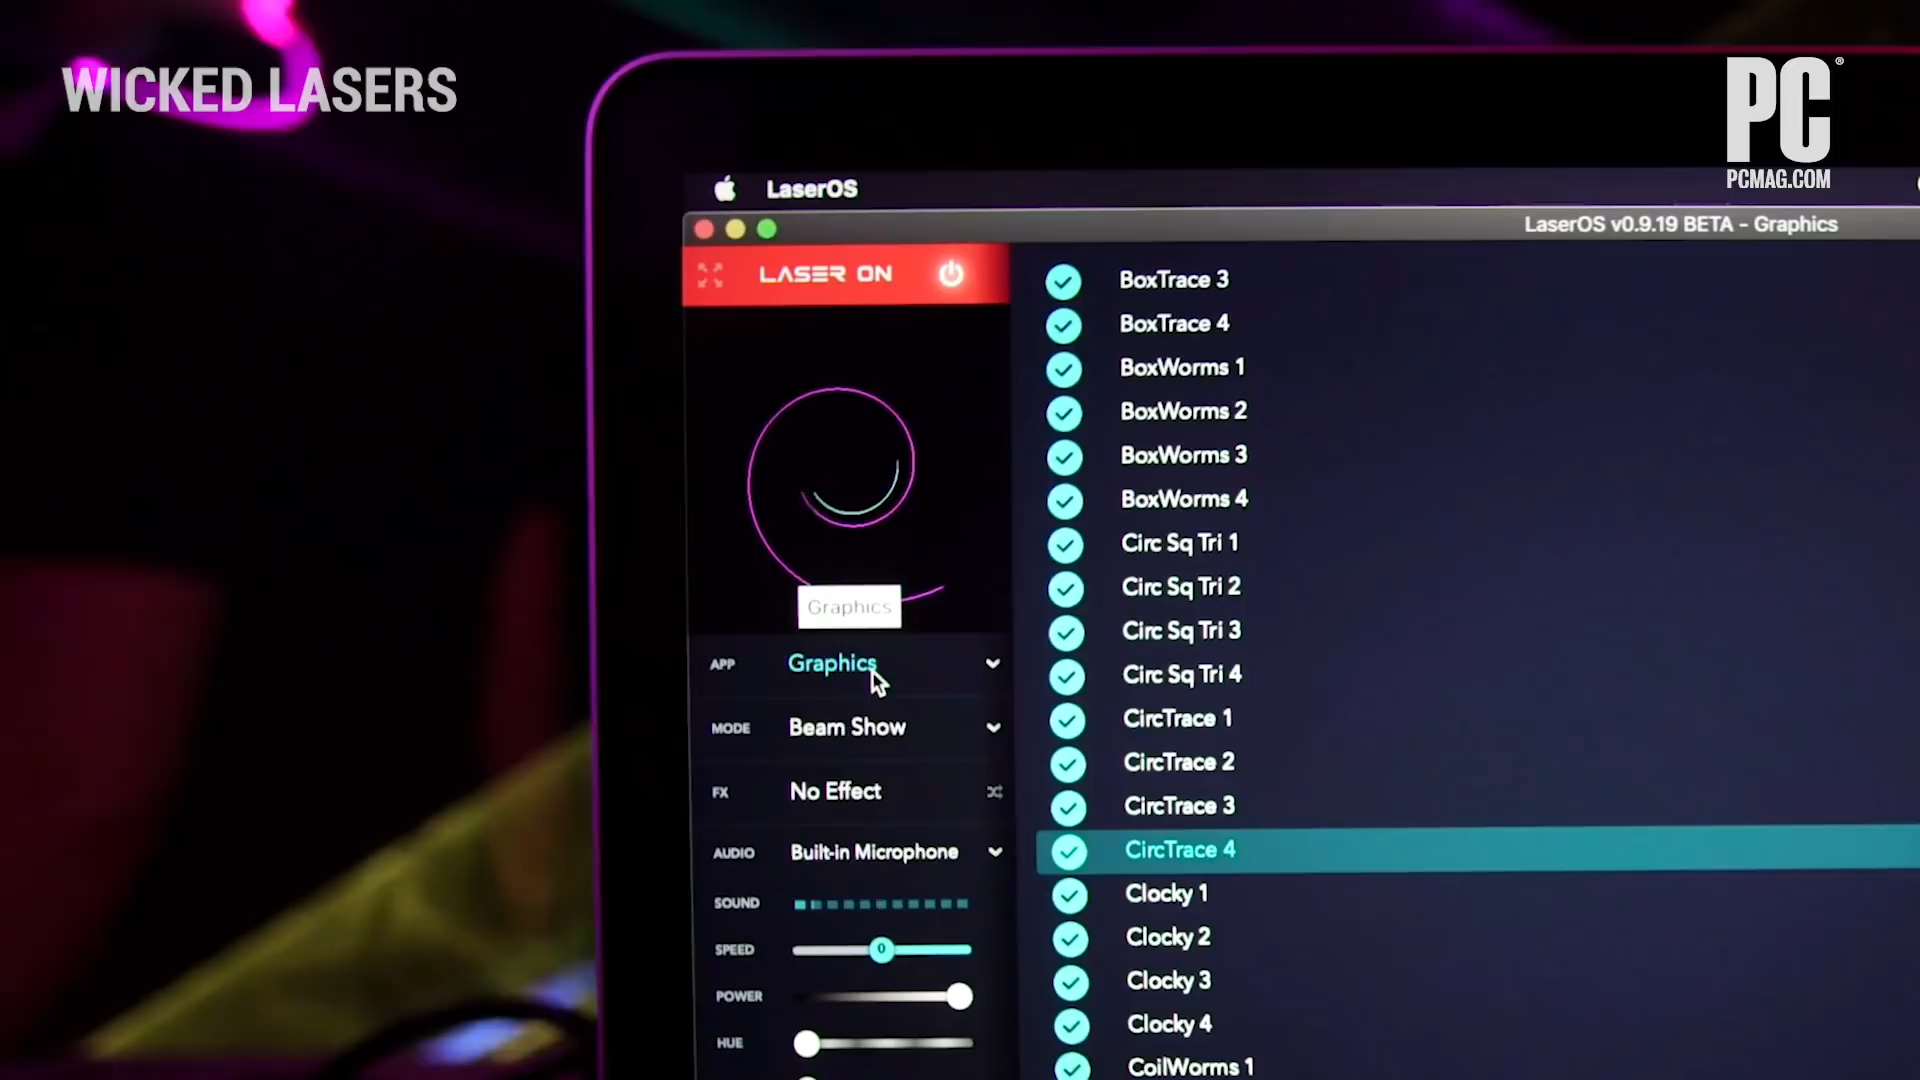 WICKED LASERS
PC®
PCMAG.COM
LaserOS
LaserOS v0.9.19 BETA - Graphics
LASER ON
Graphics
APP Graphics
MODE Beam Show
FX No Effect
AUDIO Built-in Microphone
SOUND
SPEED 0
POWER
HUE
BoxTrace 3
BoxTrace 4
BoxWorms 1
BoxWorms 2
BoxWorms 3
BoxWorms 4
Circ Sq Tri 1
Circ Sq Tri 2
Circ Sq Tri 3
Circ Sq Tri 4
CircTrace 1
CircTrace 2
CircTrace 3
CircTrace 4
Clocky 1
Clocky 2
Clocky 3
Clocky 4
CoilWorms 1